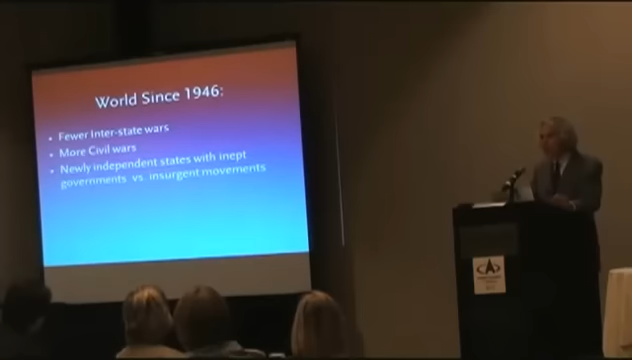 World Since 1946:
• Fewer Inter-state wars
• More Civil wars
• Newly independent states with inept
governments vs. insurgent movements